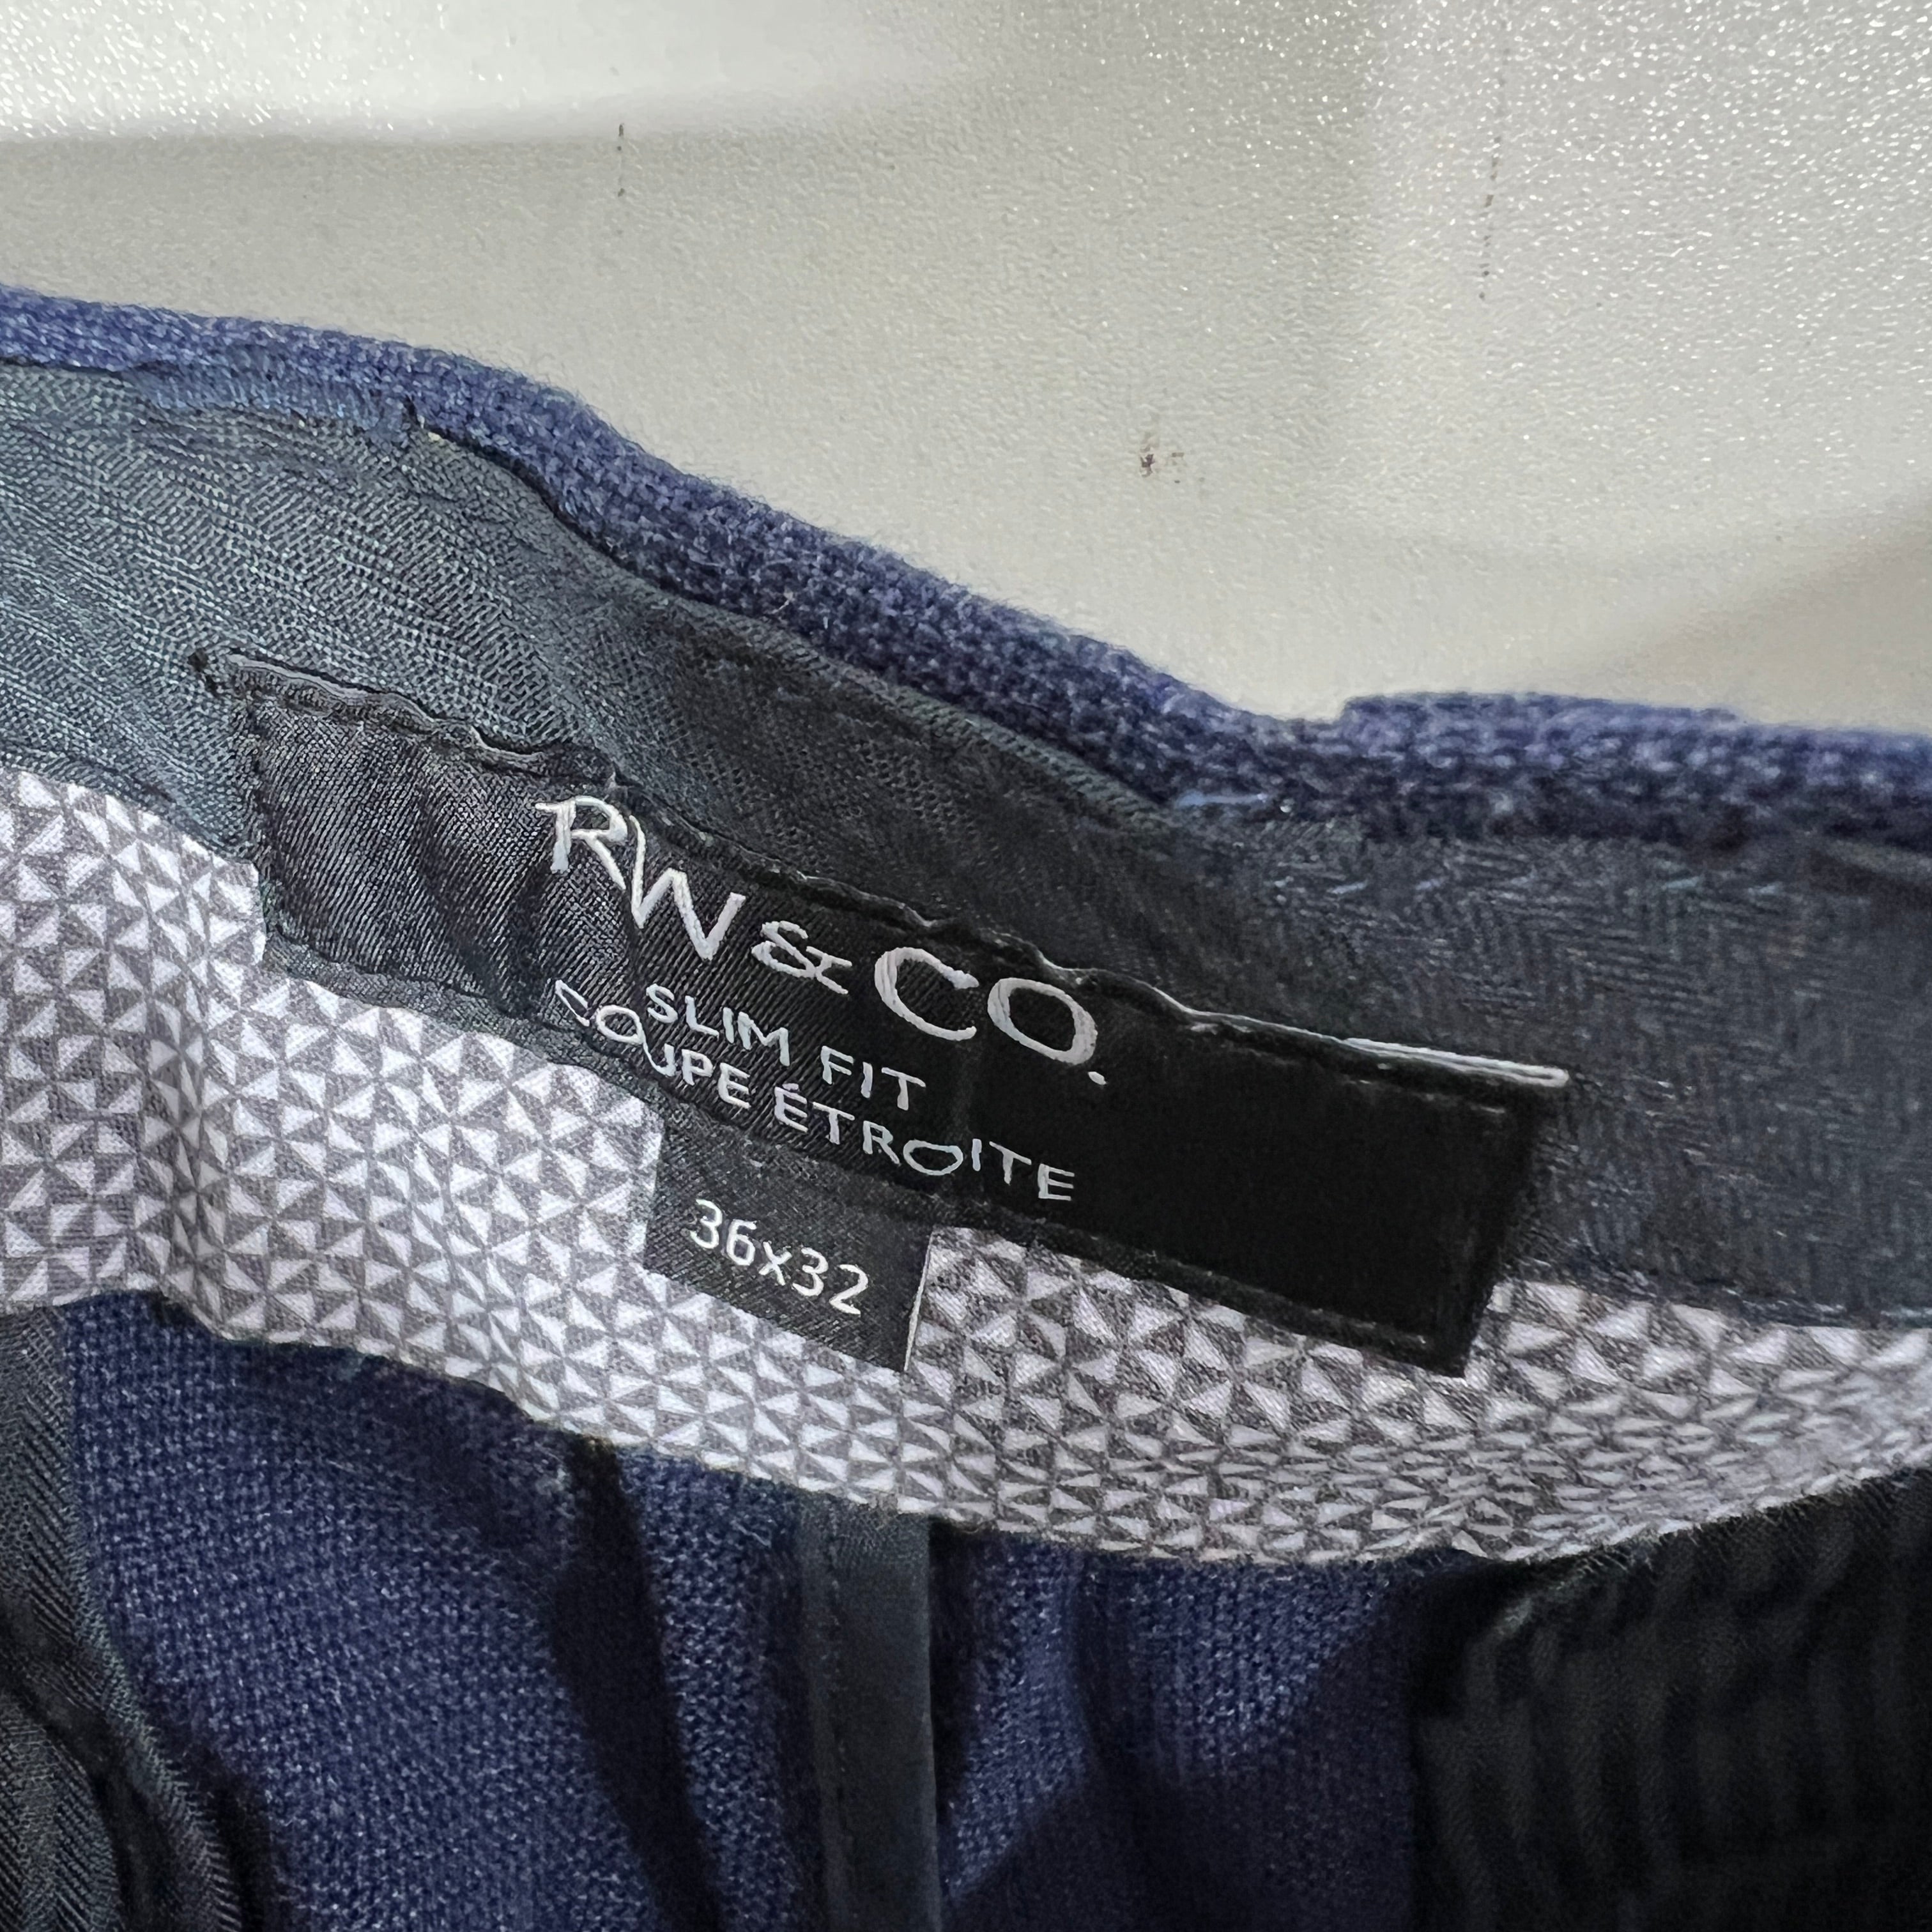 RW&CO.
SLIM FIT
COUPE ÉTROITE
36x32